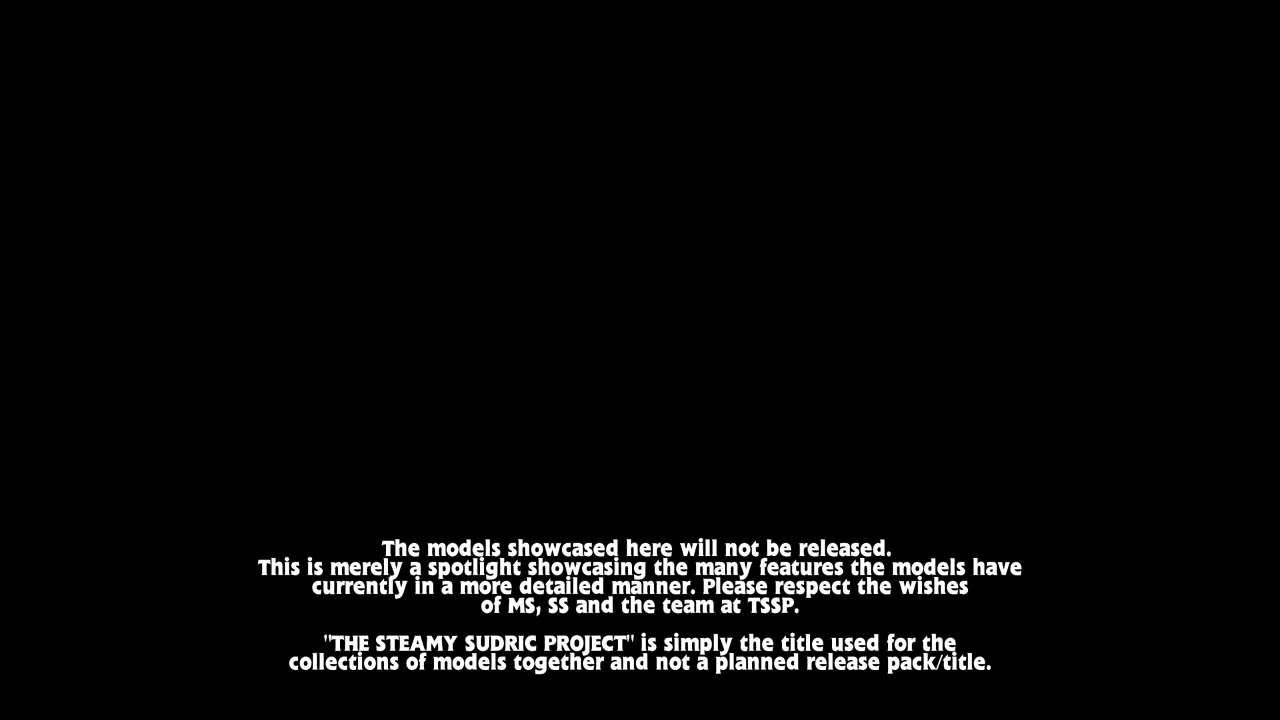 The models showcased here will not be released.
This is merely a spotlight showcasing the many features the models have
currently in a more detailed manner. Please respect the wishes
of MS, SS and the team at TSSP.
"THE STEAMY SUDRIC PROJECT" is simply the title used for the
collections of models together and not a planned release pack/title.